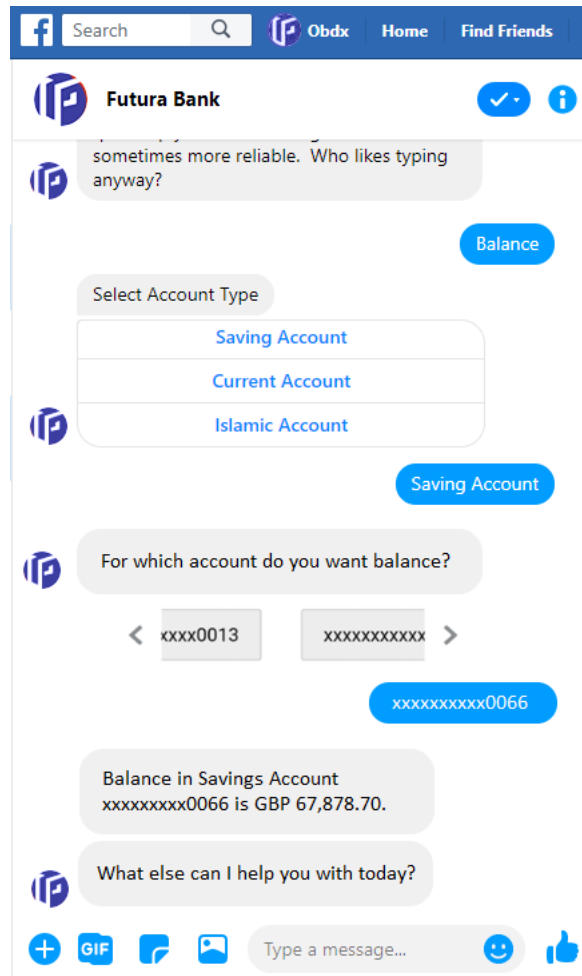 f Search Obdx Home Find Friends
Futura Bank
sometimes more reliable.  Who likes typing
anyway?
Balance
Select Account Type
Saving Account
Current Account
Islamic Account
Saving Account
For which account do you want balance?
xxxx0013 xxxxxxxxxxx
xxxxxxxxxx0066
Balance in Savings Account
xxxxxxxxx0066 is GBP 67,878.70.
What else can I help you with today?
GIF Type a message...